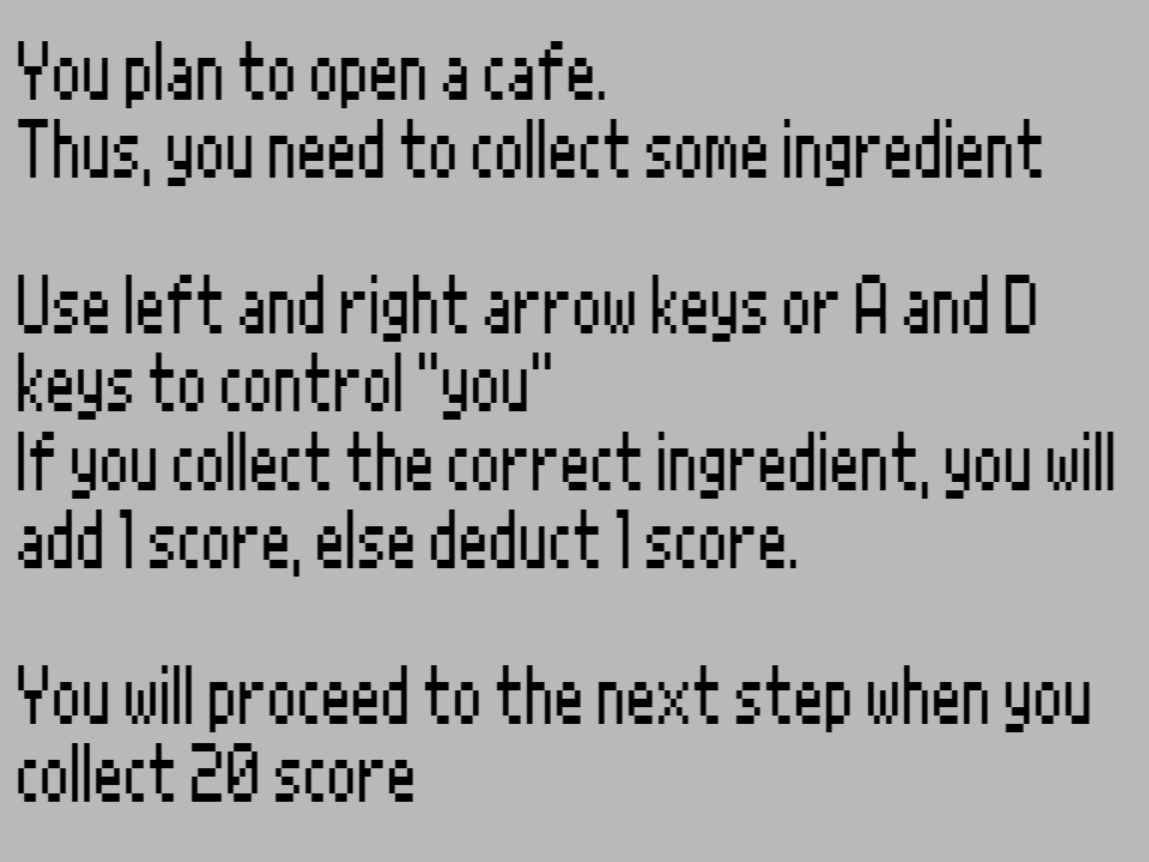 You plan to open a cafe.
Thus, you need to collect some ingredient
Use left and right arrow keys or A and D
keys to control "you"
If you collect the correct ingredient, you will
add 1 score, else deduct 1 score.
You will proceed to the next step when you
collect 20 score